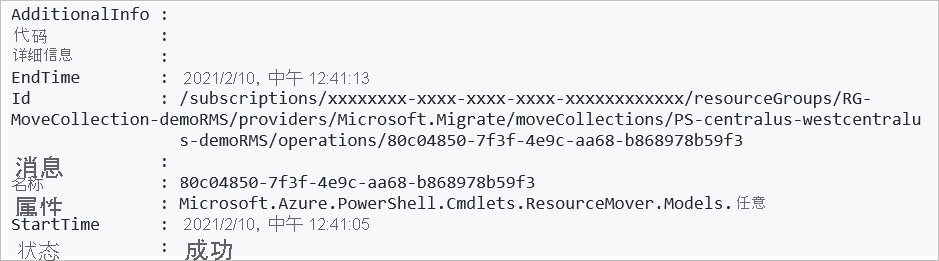 AdditionalInfo :
代码 :
详细信息 :
EndTime : 2021/2/10, 中午 12:41:13
Id : /subscriptions/xxxxxxxx-xxxx-xxxx-xxxx-xxxxxxxxxxxx/resourceGroups/RG-
MoveCollection-demoRMS/providers/Microsoft.Migrate/moveCollections/PS-centralus-westcentralu
s-demoRMS/operations/80c04850-7f3f-4e9c-aa68-b868978b59f3
消息 :
名称 : 80c04850-7f3f-4e9c-aa68-b868978b59f3
属性 : Microsoft.Azure.PowerShell.Cmdlets.ResourceMover.Models.任意
StartTime : 2021/2/10, 中午 12:41:05
状态 : 成功